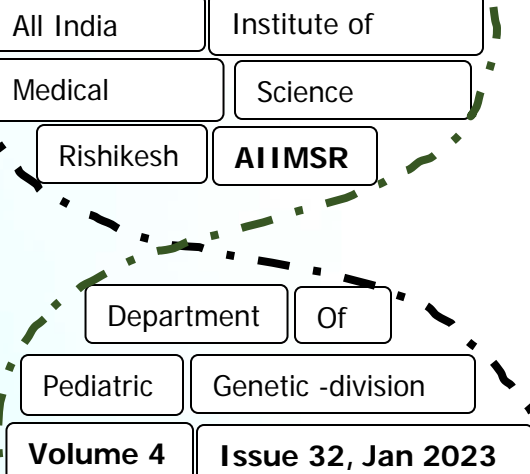 All India Institute of
Medical Science
Rishikesh AIIMSR
Department Of
Pediatric Genetic -division
Volume 4 Issue 32, Jan 2023